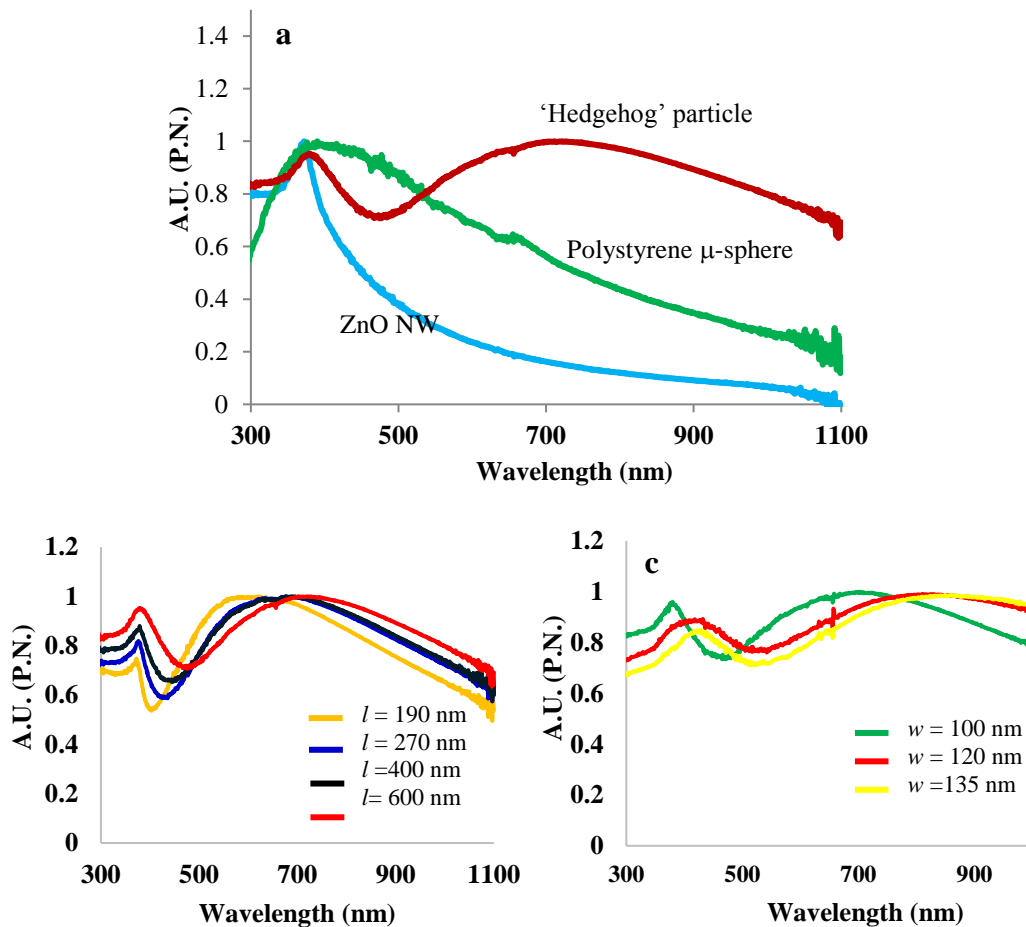 a
A.U. (P.N.)
1.4
1.2
1
0.8
0.6
0.4
0.2
0
‘Hedgehog’ particle
Polystyrene μ-sphere
ZnO NW
300 500 700 900 1100
Wavelength (nm)
A.U. (P.N.)
1.2
1
0.8
0.6
0.4
0.2
0
l = 190 nm
l = 270 nm
l =400 nm
l= 600 nm
300 500 700 900 1100
Wavelength (nm)
c
A.U. (P.N.)
1.2
1
0.8
0.6
0.4
0.2
0
w = 100 nm
w = 120 nm
w =135 nm
300 500 700 900
Wavelength (nm)